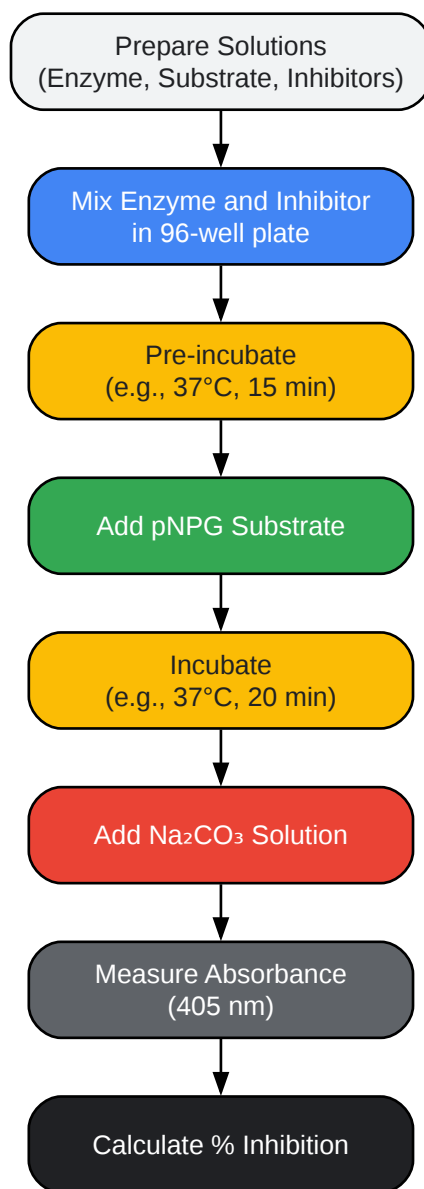 Prepare Solutions
(Enzyme, Substrate, Inhibitors)
Mix Enzyme and Inhibitor
in 96-well plate
Pre-incubate
(e.g., 37°C, 15 min)
Add pNPG Substrate
Incubate
(e.g., 37°C, 20 min)
Add Na₂CO₃ Solution
Measure Absorbance
(405 nm)
Calculate % Inhibition